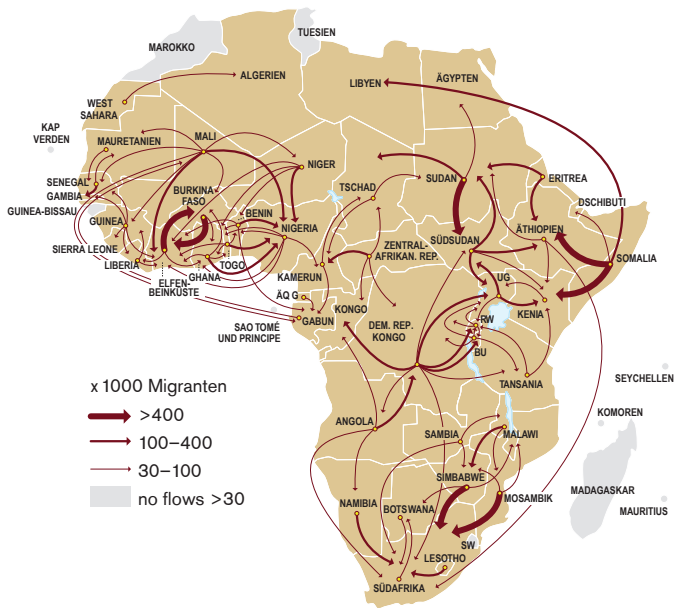 TUESIEN
MAROKKO
ALGERIEN
LIBYEN
ÄGYPTEN
WEST
SAHARA
KAP
VERDEN
MAURETANIEN
MALI
NIGER
TSCHAD
SUDAN
ERITREA
DSCHIBUTI
SENEGAL
GAMBIA
GUINEA-BISSAU
BURKINA
FASO
BENIN
NIGERIA
GUINEA
SIERRA LEONE
LIBERIA
ELFEN-
BEINKÜSTE
GHANA
TOGO
KAMERUN
ZENTRAL-
AFRIKAN. REP.
SÜDSUDAN
ÄTHIOPIEN
SOMALIA
ÄQ G
GABUN
SAO TOMÉ
UND PRINCIPE
KONGO
DEM. REP.
KONGO
UG
KENIA
RW
BU
TANSANIA
SEYCHELLEN
KOMOREN
ANGOLA
SAMBIA
MALAWI
SIMBABWE
MOSAMBIK
MADAGASKAR
MAURITIUS
NAMIBIA
BOTSWANA
SW
LESOTHO
SÜDAFRIKA
x 1000 Migranten
>400
100–400
30–100
no flows >30